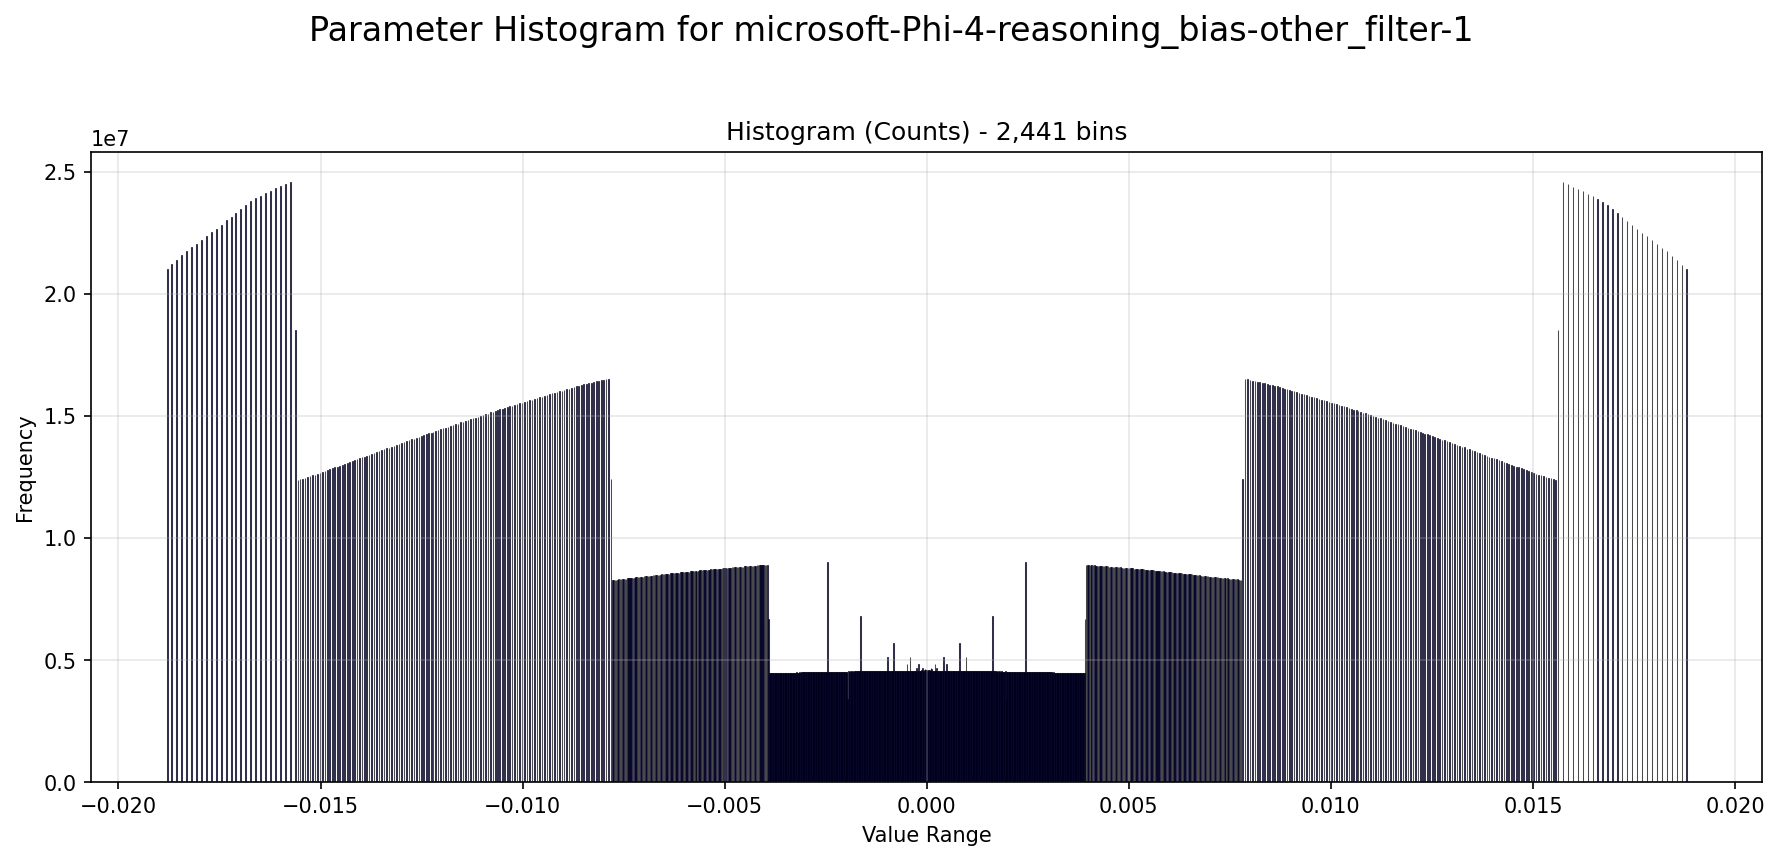 Parameter Histogram for microsoft-Phi-4-reasoning_bias-other_filter-1
Histogram (Counts) - 2,441 bins
1e7
2.5
2.0
1.5
1.0
0.5
0.0
Frequency
−0.020 −0.015 −0.010 −0.005 0.000 0.005 0.010 0.015 0.020
Value Range